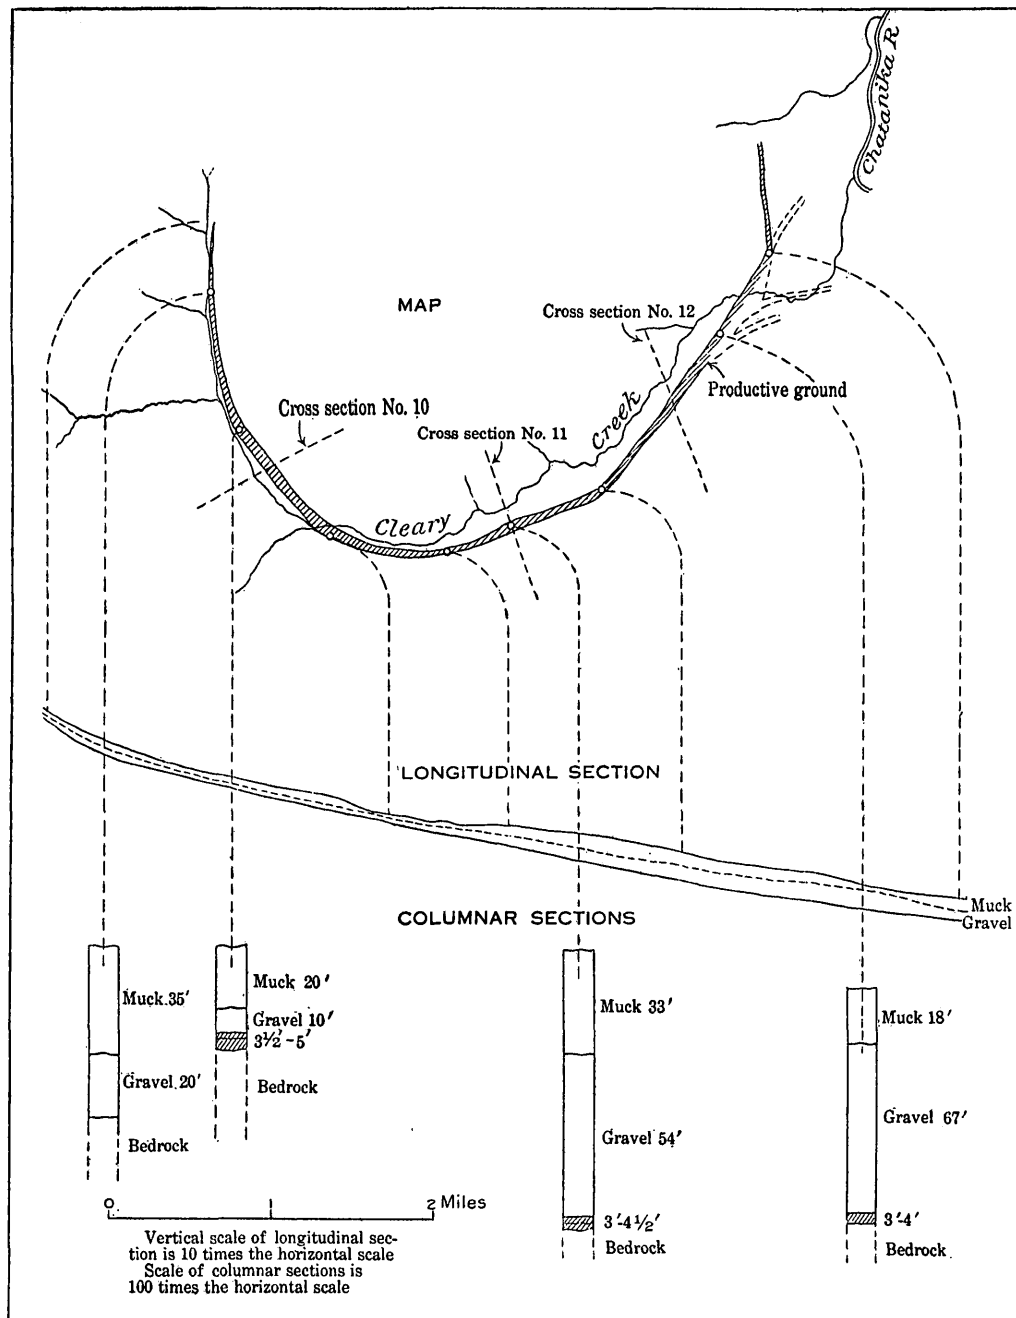 Chatanika R
MAP
Cross section No. 12
Productive ground
Cross section No. 10
Cross section No. 11
Creek
Cleary
LONGITUDINAL SECTION
Muck
Gravel
COLUMNAR SECTIONS
Muck 35'
Gravel 20'
Bedrock
Muck 20'
Gravel 10'
3½'-5'
Bedrock
Muck 33'
Gravel 54'
3'-4½'
Bedrock
Muck 18'
Gravel 67'
3'-4'
Bedrock
0 1 2 Miles
Vertical scale of longitudinal sec-
tion is 10 times the horizontal scale
Scale of columnar sections is
100 times the horizontal scale